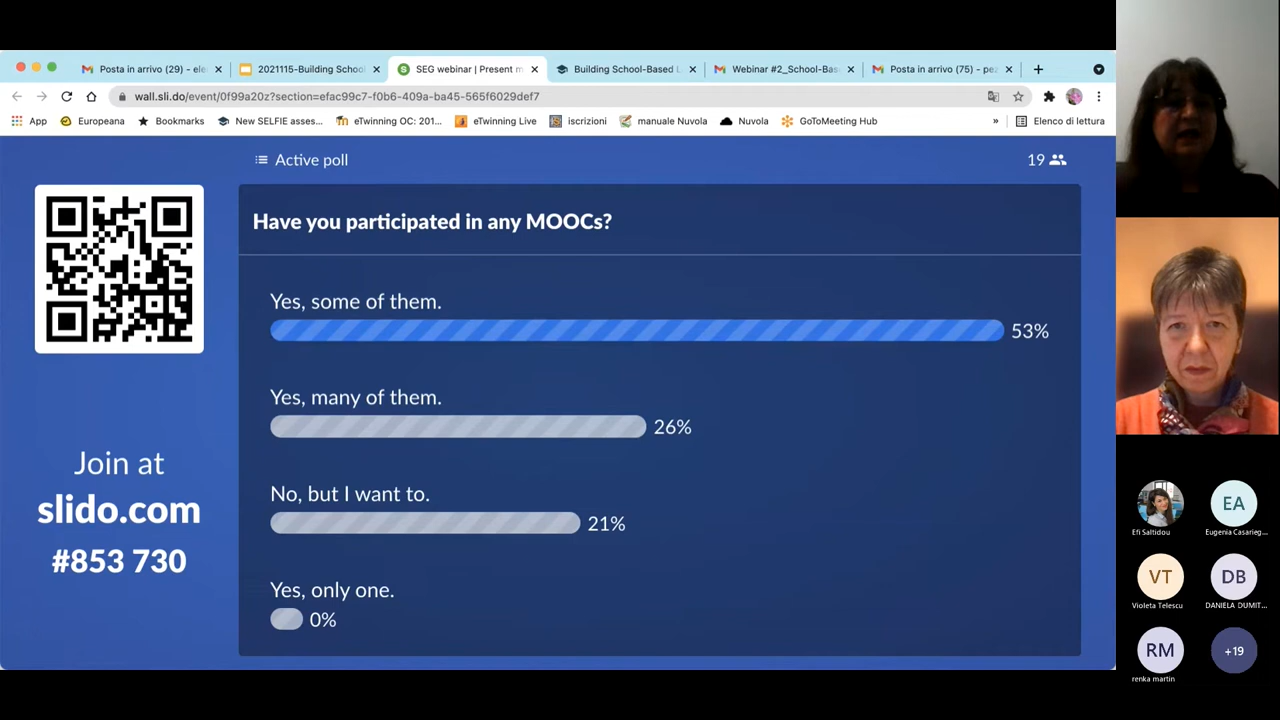 Posta in arrivo (29) – ele
2021115-Building School
SEG webinar | Present m
Building School-Based L
Webinar #2_School-Bas
Posta in arrivo (75) – pez
wall.sli.do/event/0f99a20z?section=efac99c7-f0b6-409a-ba45-565f6029def7
App
Europeana
Bookmarks
New SELFIE asses...
eTwinning OC: 201...
eTwinning Live
iscrizioni
manuale Nuvola
Nuvola
GoToMeeting Hub
»
Elenco di lettura
Active poll
19
Have you participated in any MOOCs?
Yes, some of them.
53%
Yes, many of them.
26%
No, but I want to.
21%
Yes, only one.
0%
Join at
slido.com
#853 730
Efi Saltidou
EA
Eugenia Casarieg...
VT
Violeta Telescu
DB
DANIELA DUMIT...
RM
renka martin
+19